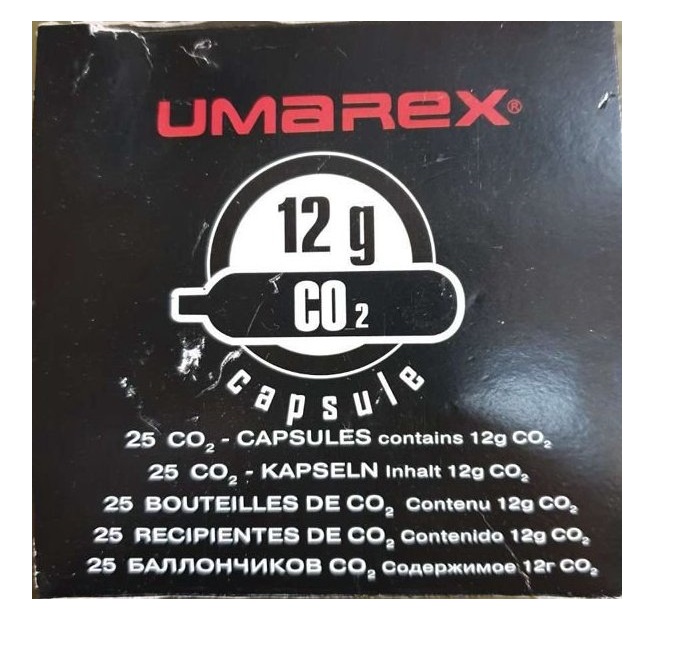 UMAREX®
12 g
CO₂
capsule
25 CO₂ - CAPSULES contains 12g CO₂
25 CO₂ - KAPSELN Inhalt 12g CO₂
25 BOUTEILLES DE CO₂ Contenu 12g CO₂
25 RECIPIENTES DE CO₂ Contenido 12g CO₂
25 БАЛЛОНЧИКОВ CO₂ Содержимое 12г CO₂